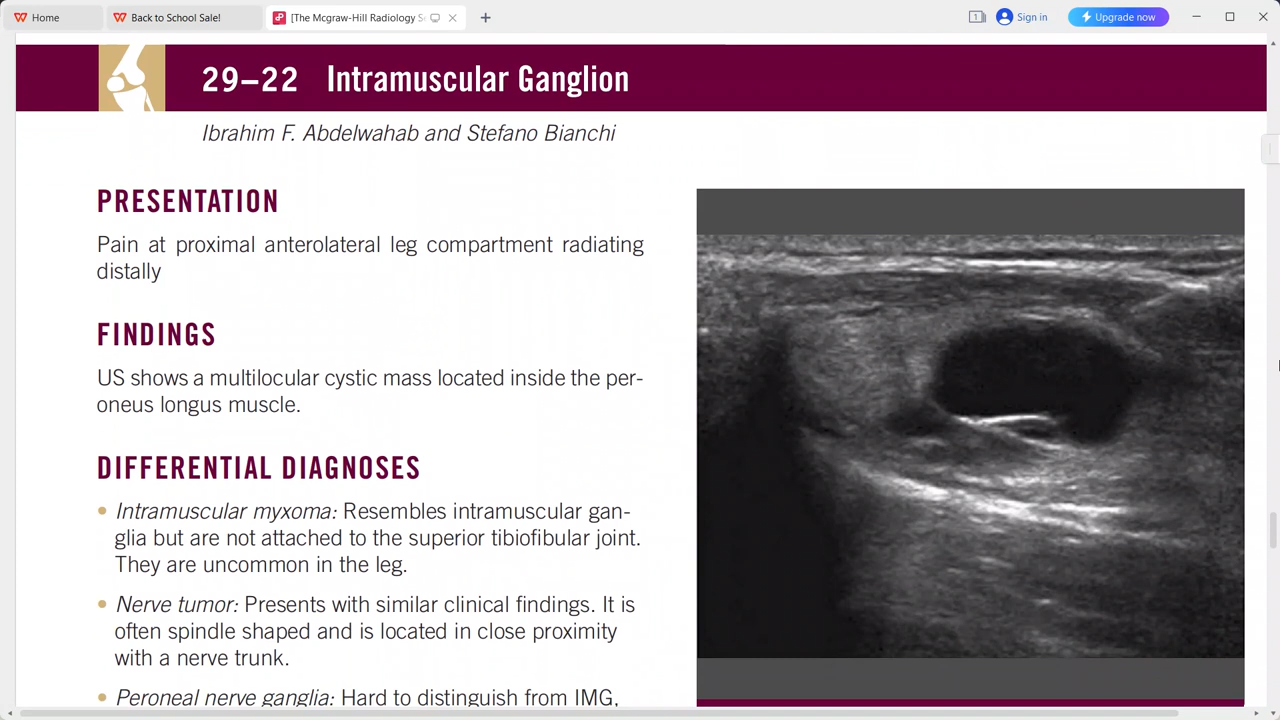 Home
Back to School Sale!
[The Mcgraw-Hill Radiology S
1
Sign in
Upgrade now
29–22 Intramuscular Ganglion
Ibrahim F. Abdelwahab and Stefano Bianchi
PRESENTATION
Pain at proximal anterolateral leg compartment radiating
distally
FINDINGS
US shows a multilocular cystic mass located inside the per-
oneus longus muscle.
DIFFERENTIAL DIAGNOSES
• Intramuscular myxoma: Resembles intramuscular gan-
glia but are not attached to the superior tibiofibular joint.
They are uncommon in the leg.
• Nerve tumor: Presents with similar clinical findings. It is
often spindle shaped and is located in close proximity
with a nerve trunk.
• Peroneal nerve ganglia: Hard to distinguish from IMG,